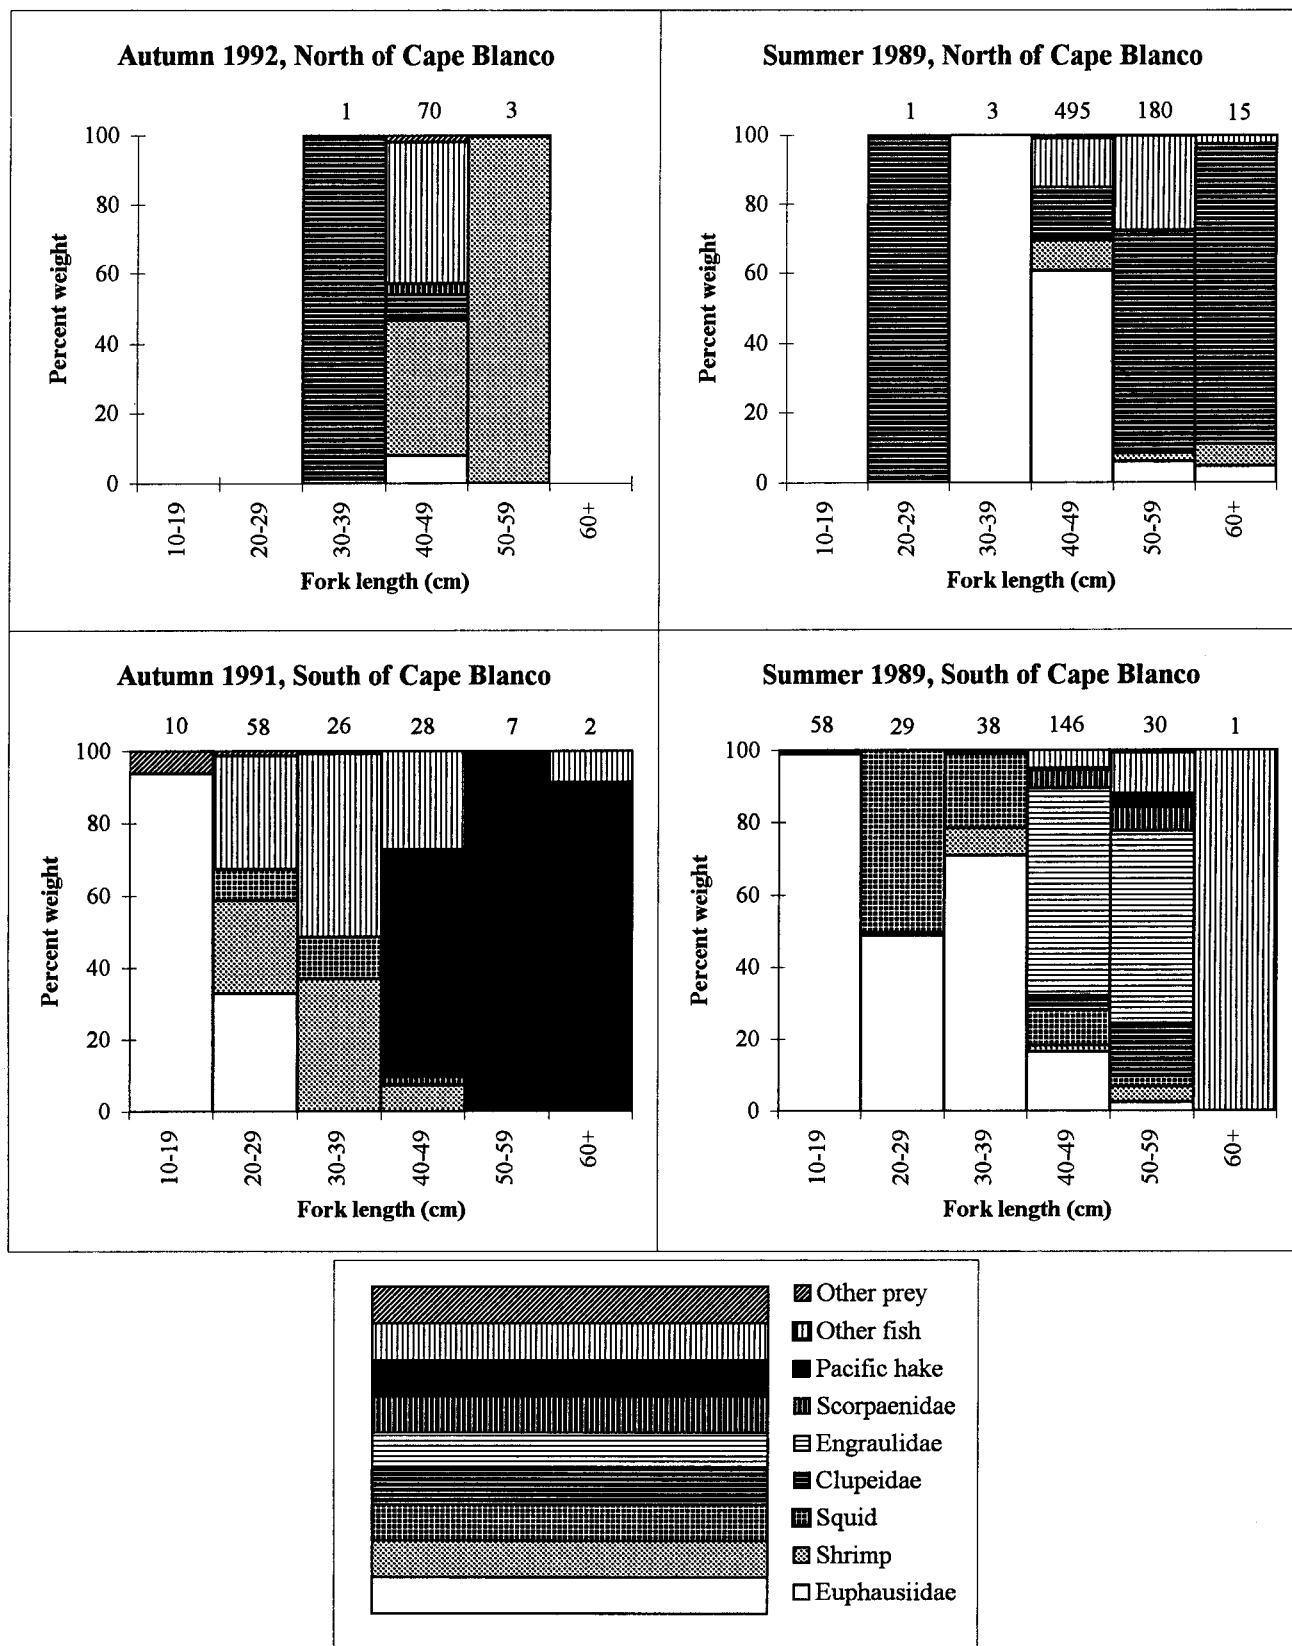 Autumn 1992, North of Cape Blanco
1 70 3
100
80
60
40
20
0
Percent weight
10-19 20-29 30-39 40-49 50-59 60+
Fork length (cm)
Summer 1989, North of Cape Blanco
1 3 495 180 15
100
80
60
40
20
0
Percent weight
10-19 20-29 30-39 40-49 50-59 60+
Fork length (cm)
Autumn 1991, South of Cape Blanco
10 58 26 28 7 2
100
80
60
40
20
0
Percent weight
10-19 20-29 30-39 40-49 50-59 60+
Fork length (cm)
Summer 1989, South of Cape Blanco
58 29 38 146 30 1
100
80
60
40
20
0
Percent weight
10-19 20-29 30-39 40-49 50-59 60+
Fork length (cm)
Other prey
Other fish
Pacific hake
Scorpaenidae
Engraulidae
Clupeidae
Squid
Shrimp
Euphausiidae